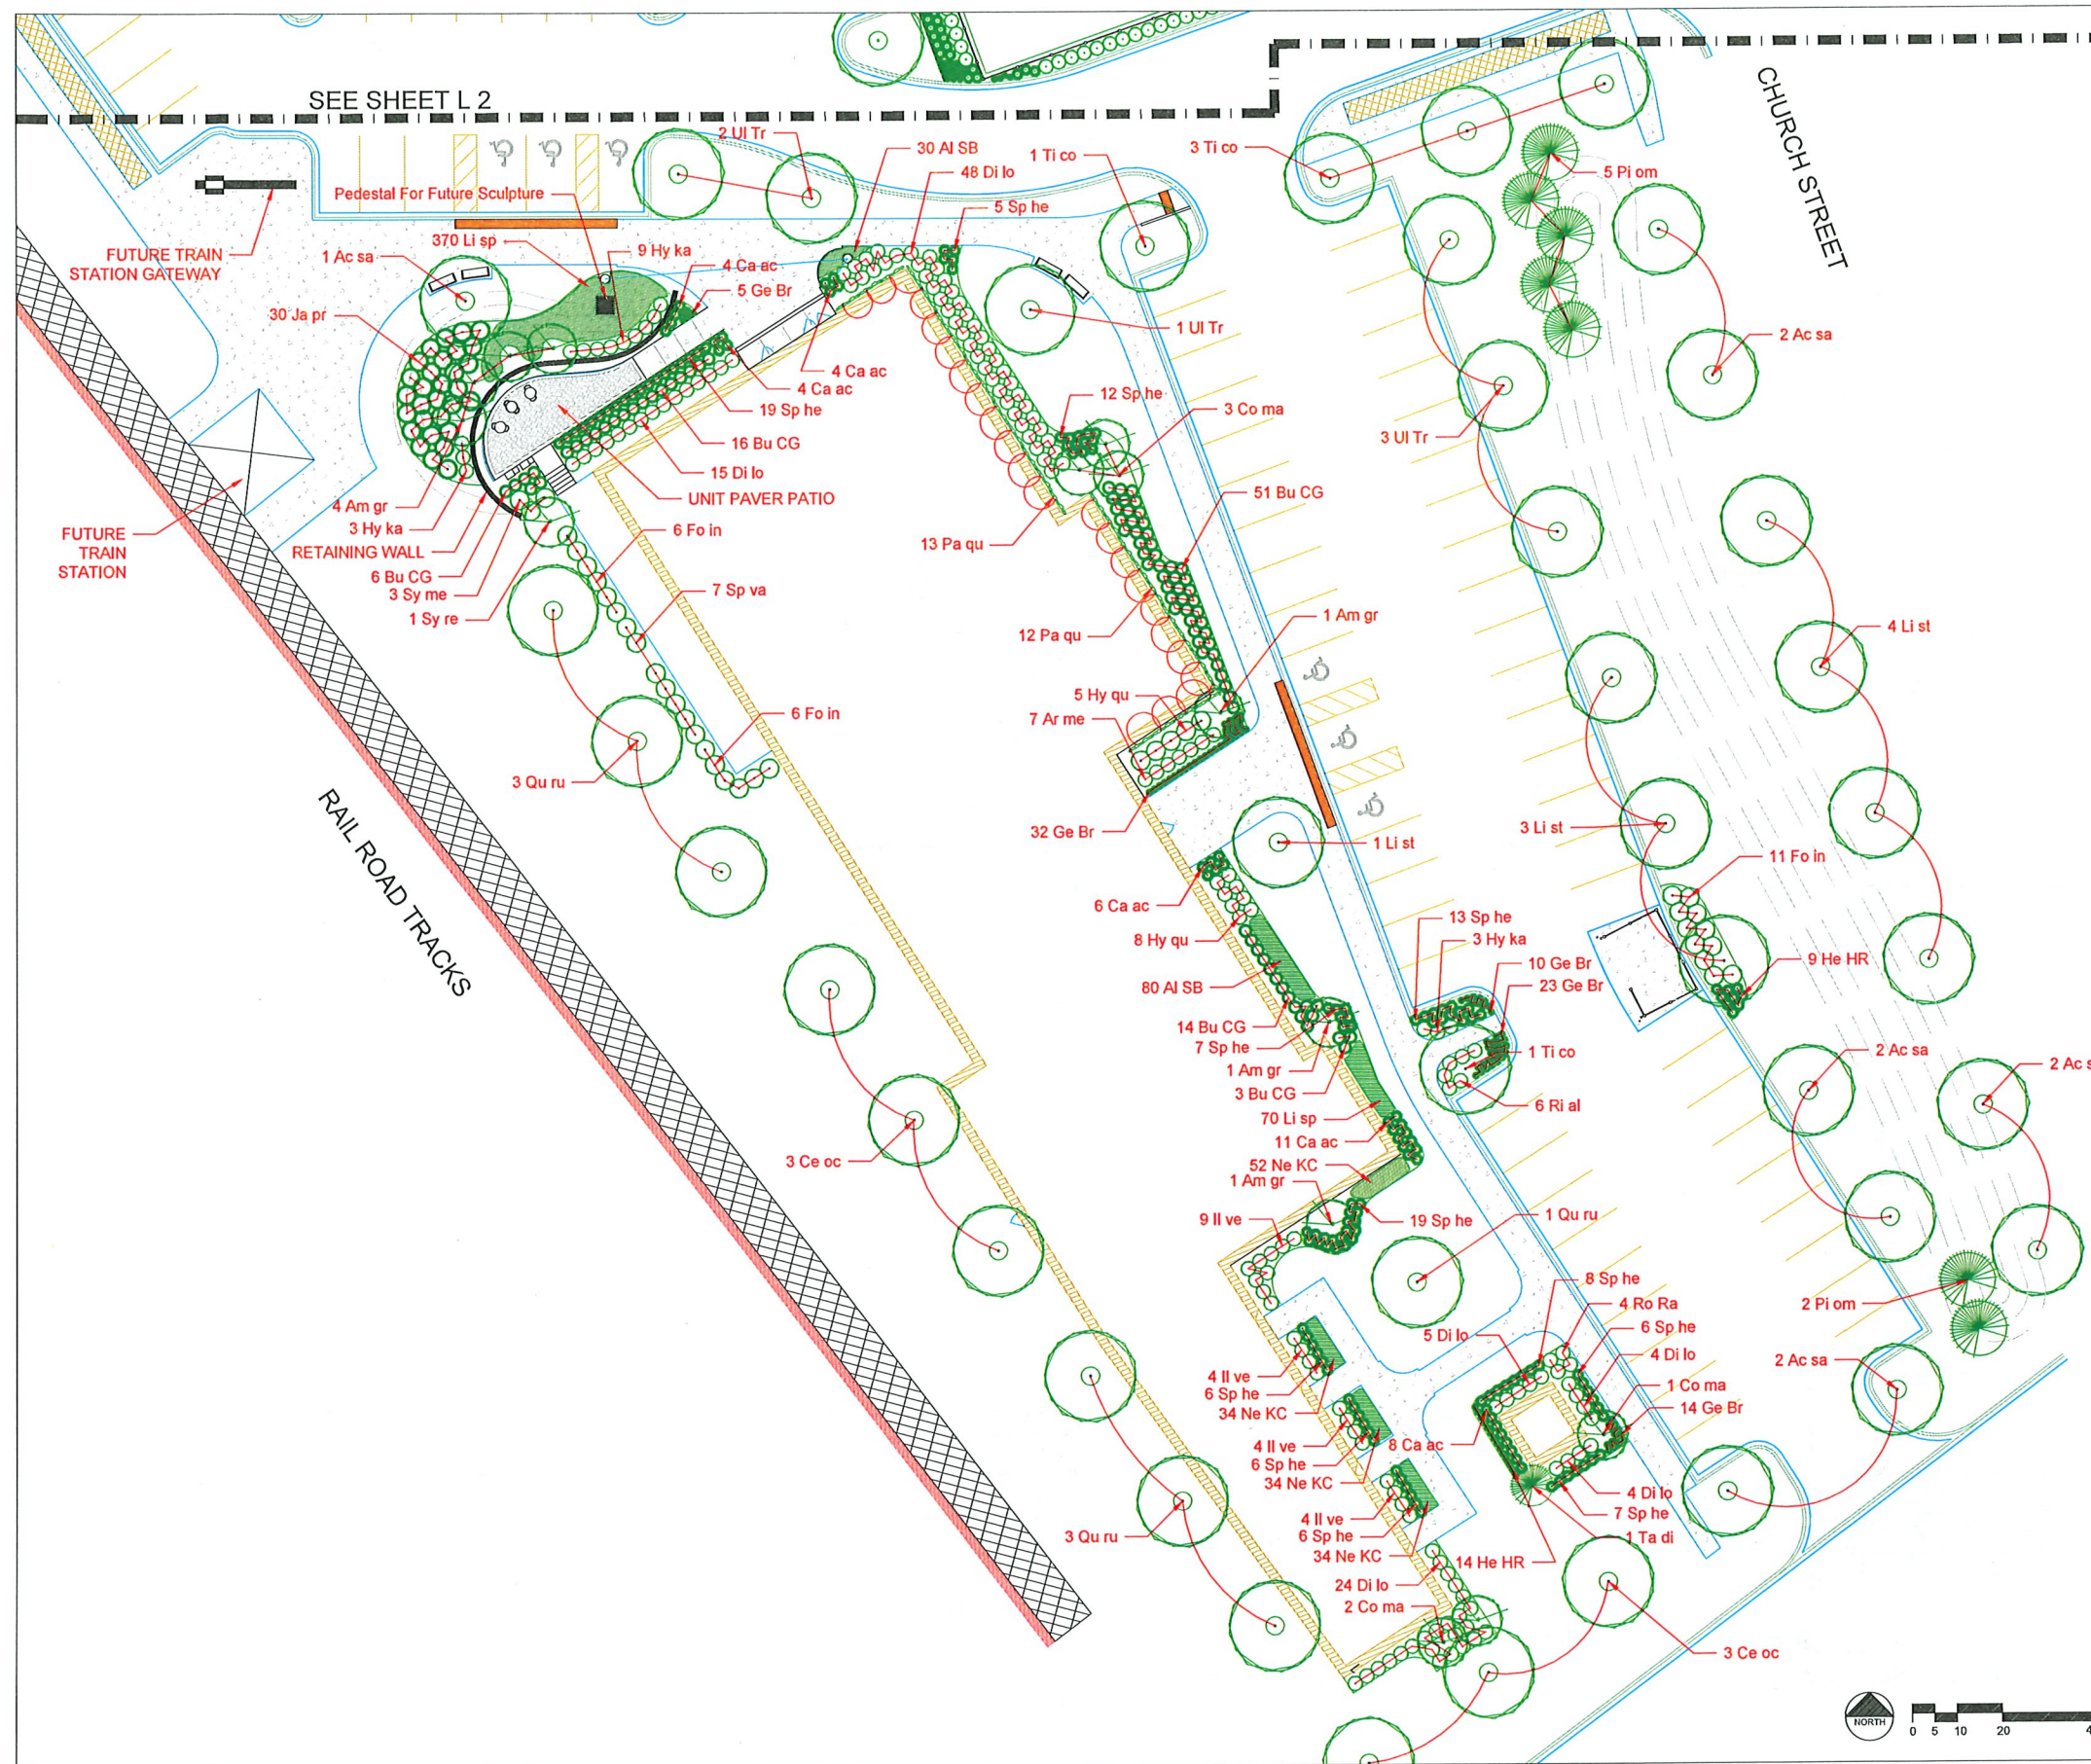 SEE SHEET L 2
CHURCH STREET
2 Ul Tr
30 Al SB
1 Ti co
3 Ti co
48 Di lo
5 Pi om
Pedestal For Future Sculpture
5 Sp he
370 Li sp
9 Hy ka
FUTURE TRAIN
STATION GATEWAY
1 Ac sa
4 Ca ac
5 Ge Br
30 Ja pr
1 Ul Tr
2 Ac sa
4 Ca ac
4 Ca ac
19 Sp he
12 Sp he
3 Co ma
3 Ul Tr
16 Bu CG
15 Di lo
UNIT PAVER PATIO
51 Bu CG
4 Am gr
3 Hy ka
RETAINING WALL
6 Bu CG
3 Sy me
1 Sy re
FUTURE
TRAIN
STATION
6 Fo in
13 Pa qu
7 Sp va
12 Pa qu
1 Am gr
4 Li st
5 Hy qu
7 Ar me
6 Fo in
3 Qu ru
RAIL ROAD TRACKS
32 Ge Br
1 Li st
3 Li st
11 Fo in
6 Ca ac
8 Hy qu
13 Sp he
3 Hy ka
10 Ge Br
23 Ge Br
9 He HR
80 Al SB
14 Bu CG
7 Sp he
1 Am gr
3 Bu CG
1 Ti co
2 Ac sa
2 Ac s
6 Ri al
70 Li sp
11 Ca ac
52 Ne KC
1 Am gr
3 Ce oc
9 Il ve
19 Sp he
1 Qu ru
8 Sp he
4 Ro Ra
6 Sp he
5 Di lo
4 Di lo
2 Pi om
2 Ac sa
1 Co ma
14 Ge Br
4 Il ve
6 Sp he
34 Ne KC
4 Il ve
6 Sp he
34 Ne KC
8 Ca ac
4 Di lo
7 Sp he
1 Ta di
4 Il ve
6 Sp he
34 Ne KC
14 He HR
3 Qu ru
24 Di lo
2 Co ma
3 Ce oc
NORTH
0 5 10 20 4